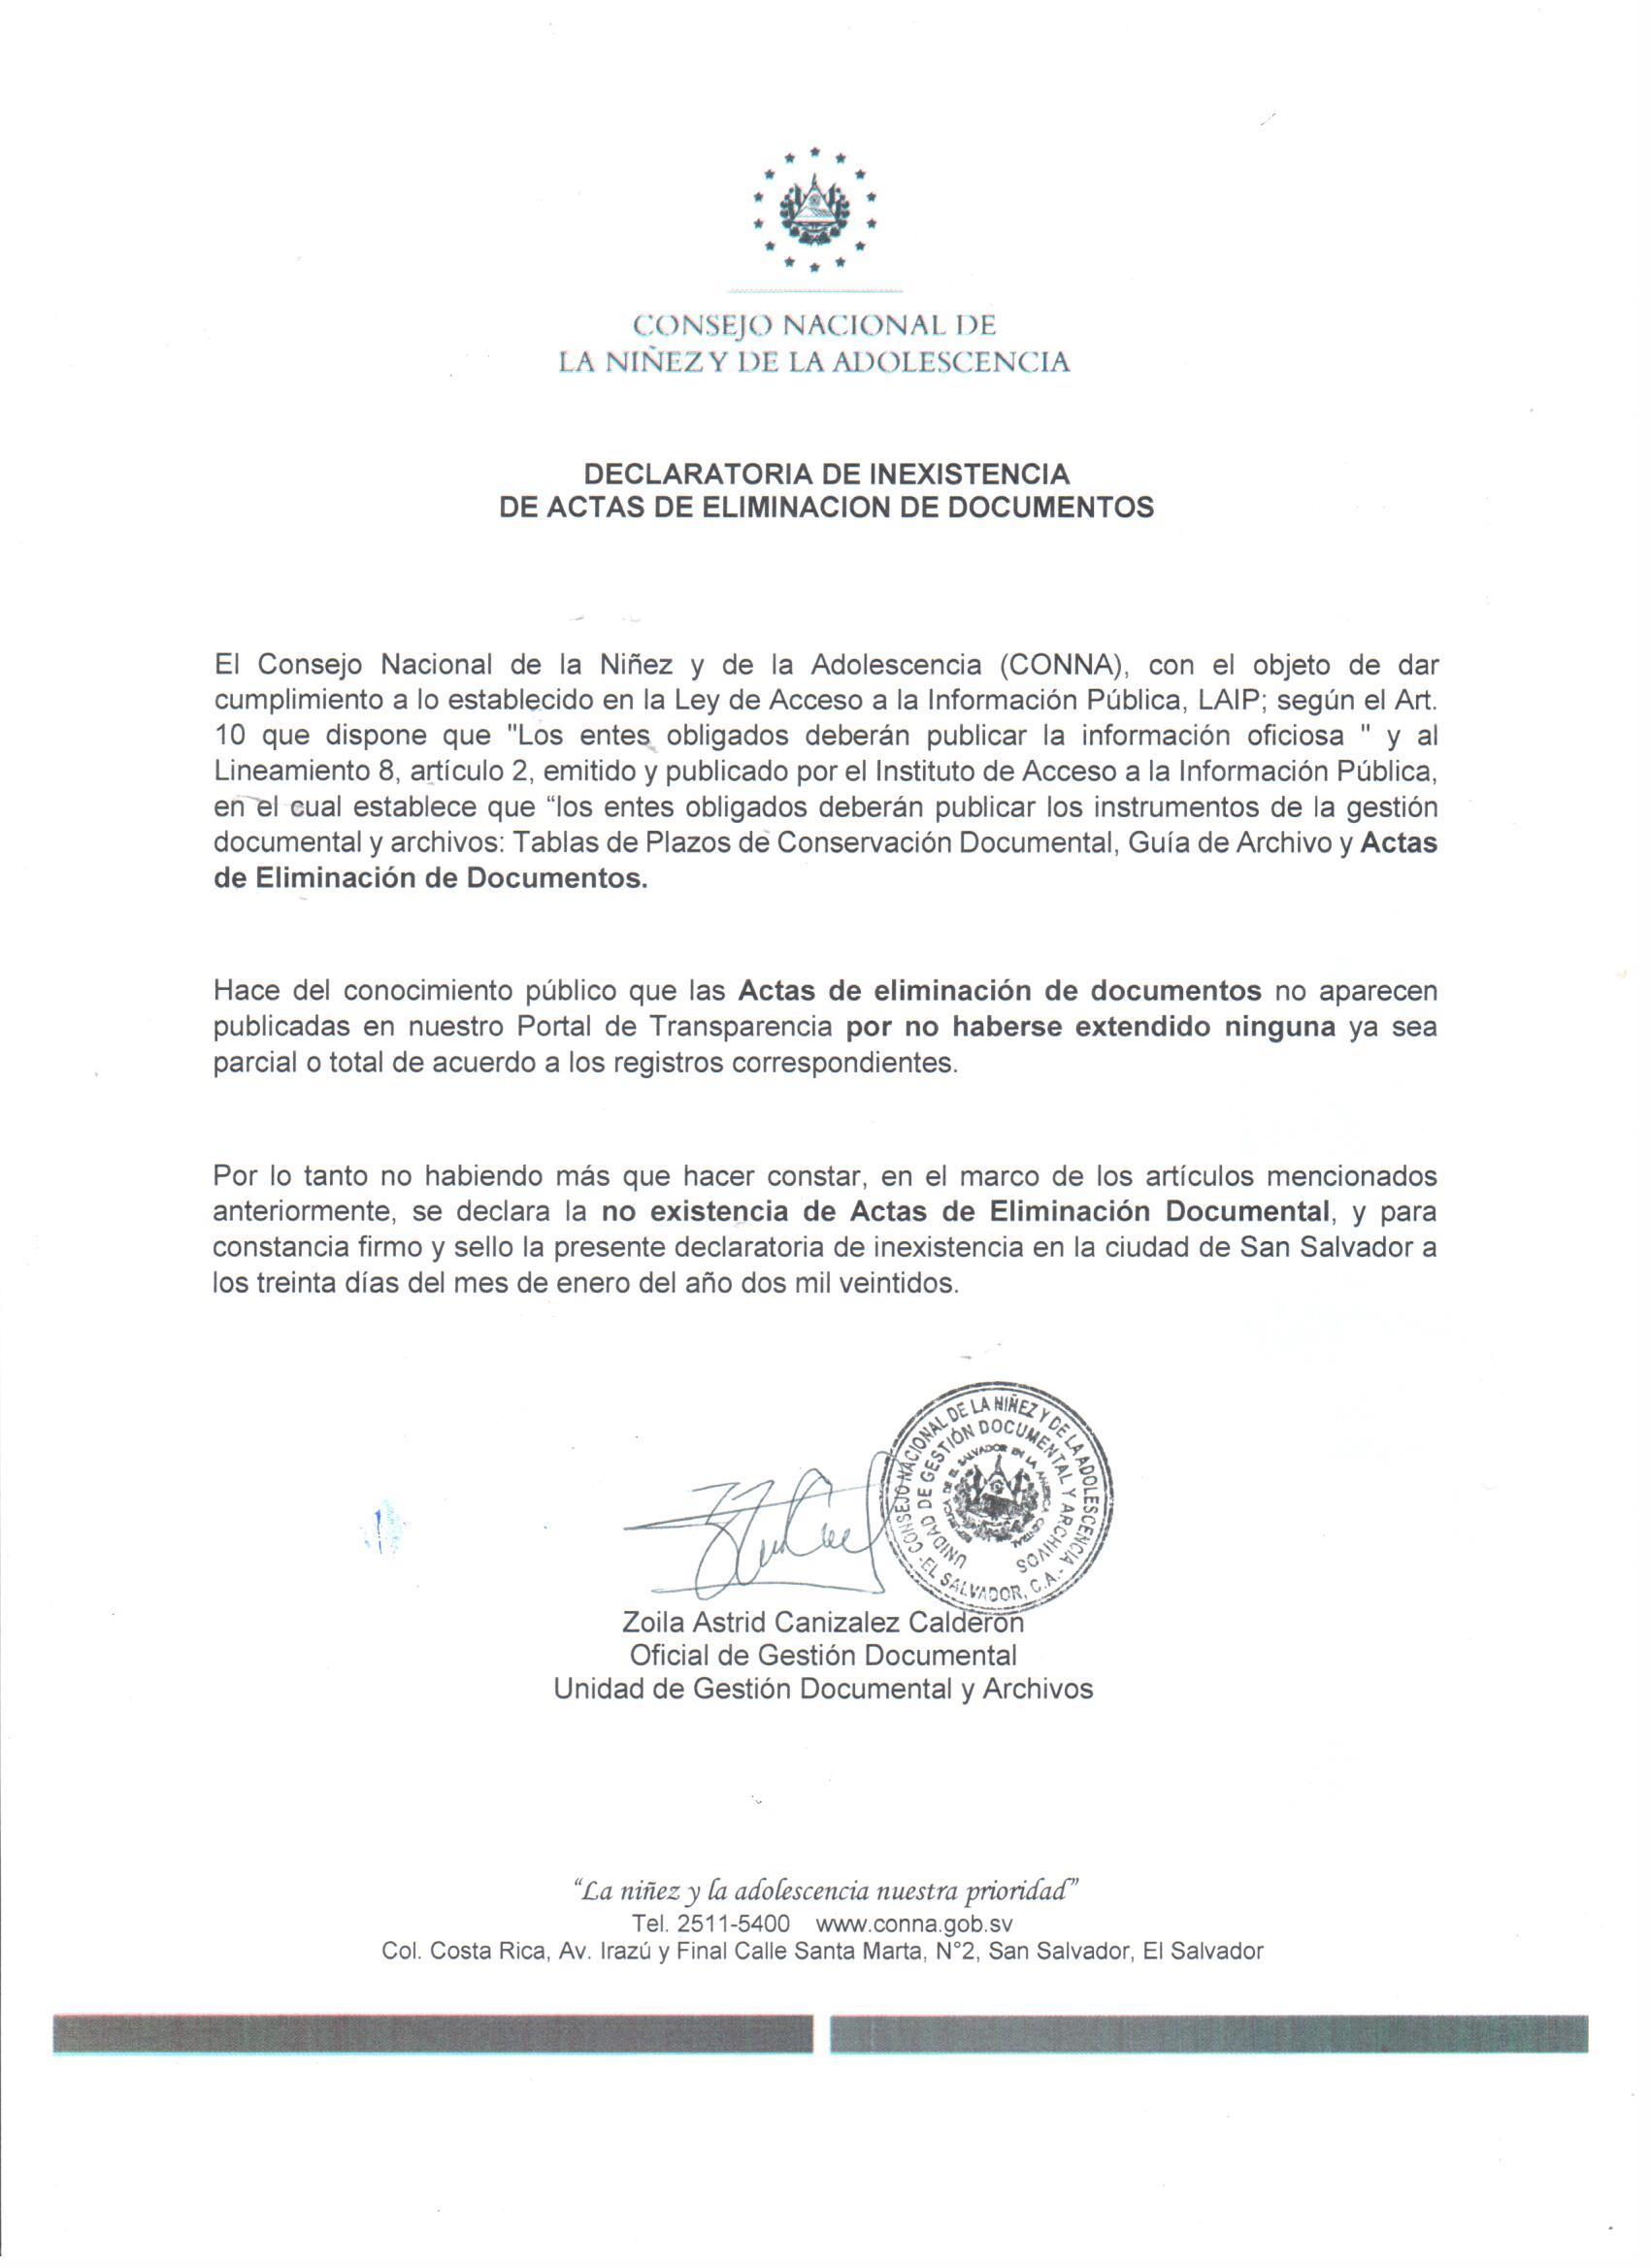 CONSEJO NACIONAL DE
LA NIÑEZ Y DE LA ADOLESCENCIA
DECLARATORIA DE INEXISTENCIA
DE ACTAS DE ELIMINACION DE DOCUMENTOS
El Consejo Nacional de la Niñez y de la Adolescencia (CONNA), con el objeto de dar
cumplimiento a lo establecido en la Ley de Acceso a la Información Pública, LAIP; según el Art.
10 que dispone que "Los entes obligados deberán publicar la información oficiosa " y al
Lineamiento 8, artículo 2, emitido y publicado por el Instituto de Acceso a la Información Pública,
en el cual establece que “los entes obligados deberán publicar los instrumentos de la gestión
documental y archivos: Tablas de Plazos de Conservación Documental, Guía de Archivo y Actas
de Eliminación de Documentos.
Hace del conocimiento público que las Actas de eliminación de documentos no aparecen
publicadas en nuestro Portal de Transparencia por no haberse extendido ninguna ya sea
parcial o total de acuerdo a los registros correspondientes.
Por lo tanto no habiendo más que hacer constar, en el marco de los artículos mencionados
anteriormente, se declara la no existencia de Actas de Eliminación Documental, y para
constancia firmo y sello la presente declaratoria de inexistencia en la ciudad de San Salvador a
los treinta días del mes de enero del año dos mil veintidos.
CONSEJO NACIONAL DE LA NIÑEZ Y DE LA ADOLESCENCIA
-EL SALVADOR, C.A.-
UNIDAD DE GESTIÓN DOCUMENTAL Y ARCHIVOS
DE EL SALVADOR EN LA AMERICA CENTRAL
Zoila Astrid Canizalez Calderón
Oficial de Gestión Documental
Unidad de Gestión Documental y Archivos
“La niñez y la adolescencia nuestra prioridad”
Tel. 2511-5400 www.conna.gob.sv
Col. Costa Rica, Av. Irazú y Final Calle Santa Marta, N°2, San Salvador, El Salvador